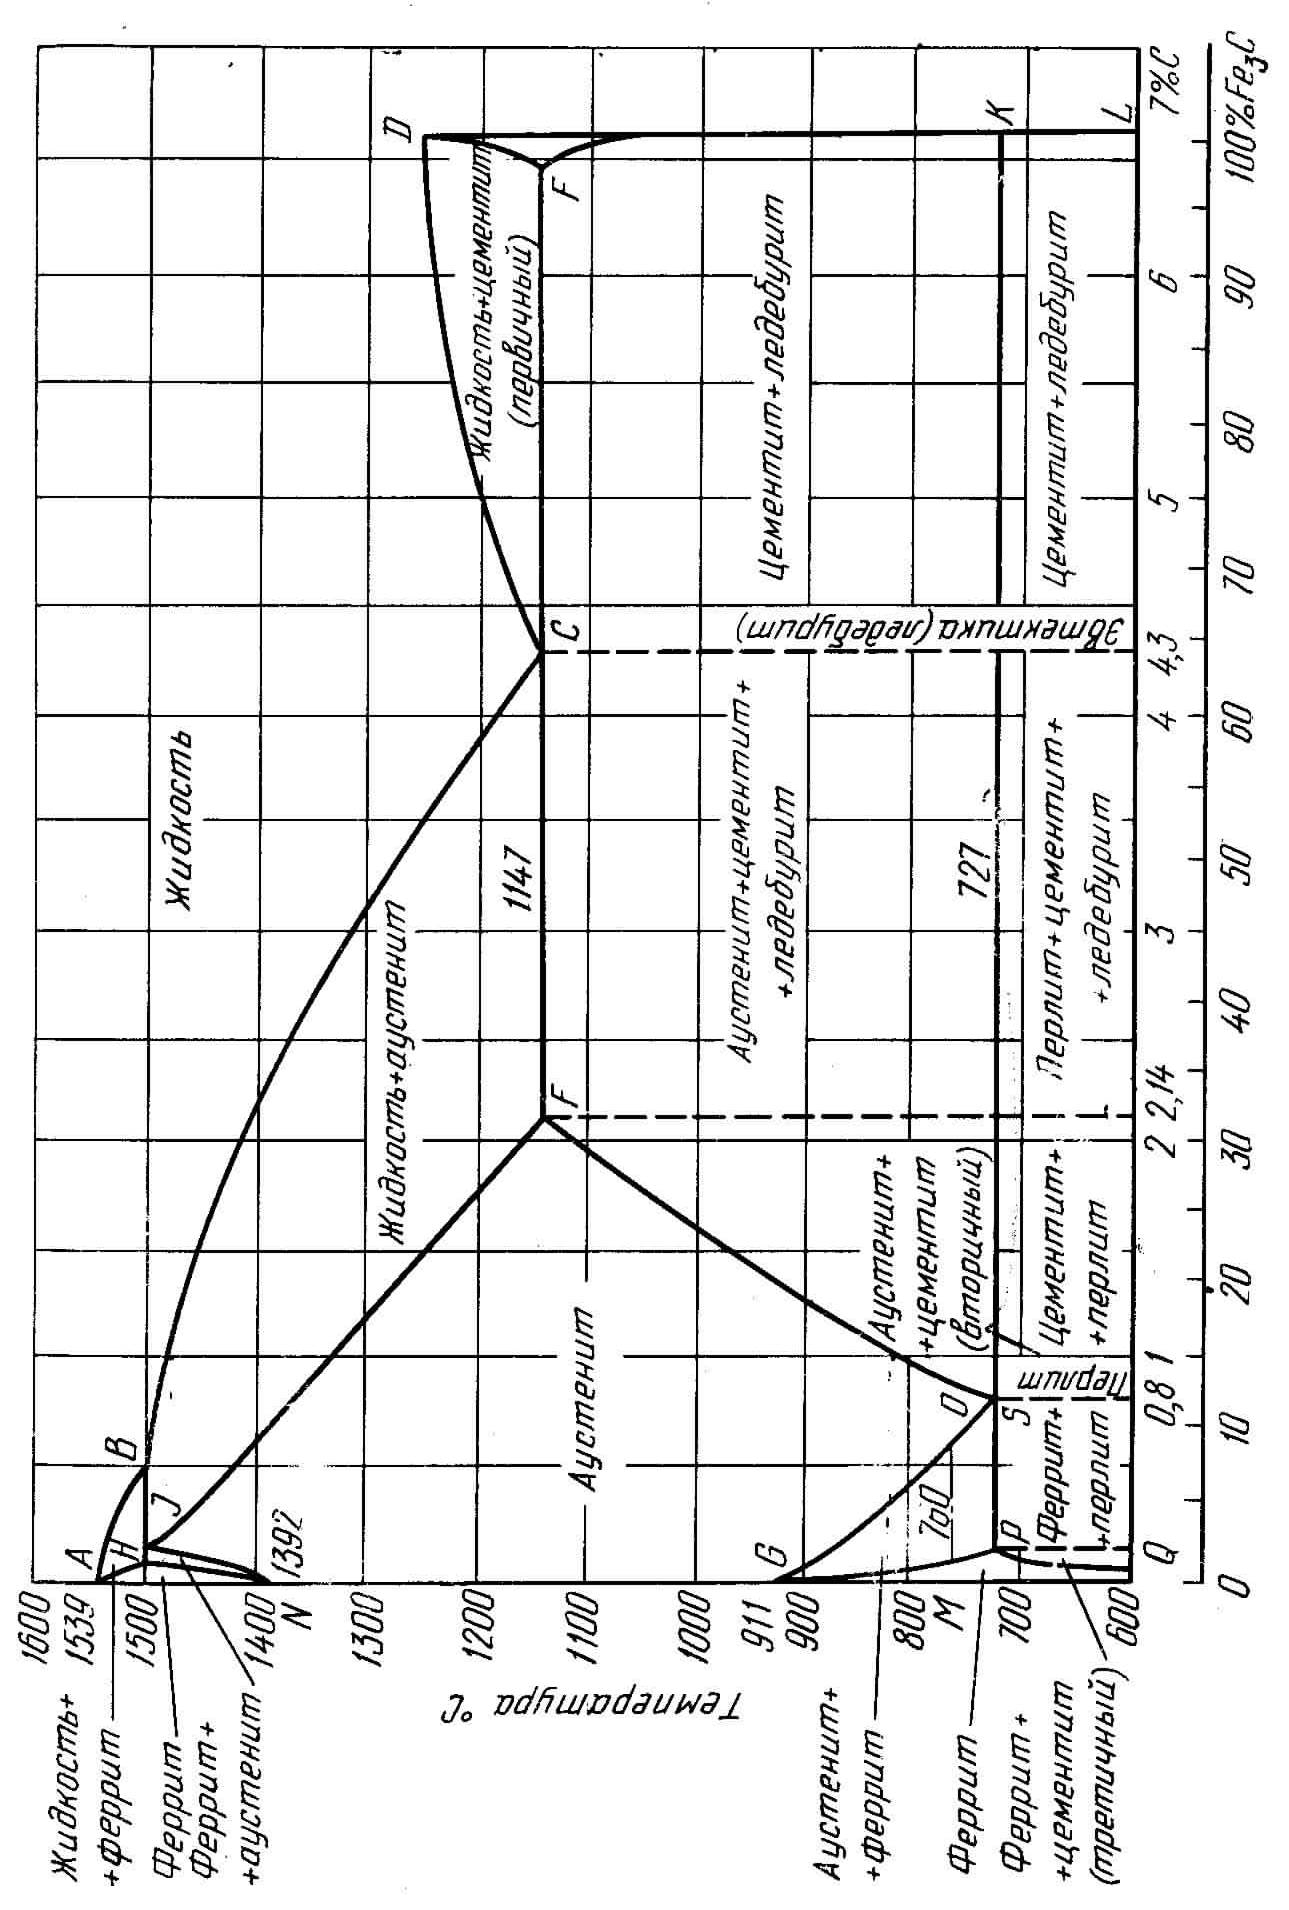 Температура °C
1600
1539
1500
1400
1300
1200
1100
1000
911
900
800
700
600
A
B
H
J
N
1392
D
Жидкость
Жидкость+
+феррит
Феррит
Феррит+
+аустенит
Жидкость+аустенит
Жидкость+цементит
(первичный)
1147
F
C
F
Аустенит
Аустенит+цементит+
+ледебурит
Цементит+ледебурит
Эвтектика (ледебурит)
G
O
M
760
Аустенит+
+феррит
Аустенит+
+цементит
(вторичный)
727
S
P
K
Феррит
Феррит+
+цементит
(третичный)
Феррит+
+перлит
Перлит
Цементит+
+перлит
Перлит+цементит+
+ледебурит
Цементит+ледебурит
Q
L
0,8
1
2
2,14
3
4
4,3
5
6
7%C
0
10
20
30
40
50
60
70
80
90
100%Fe3C